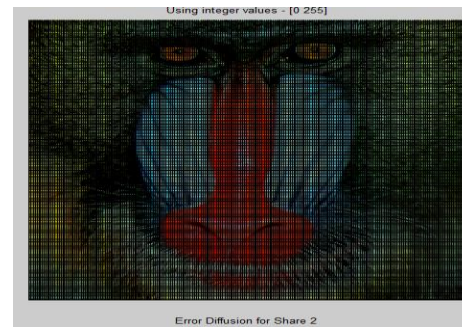 Using integer values - [0 255]
Error Diffusion for Share 2